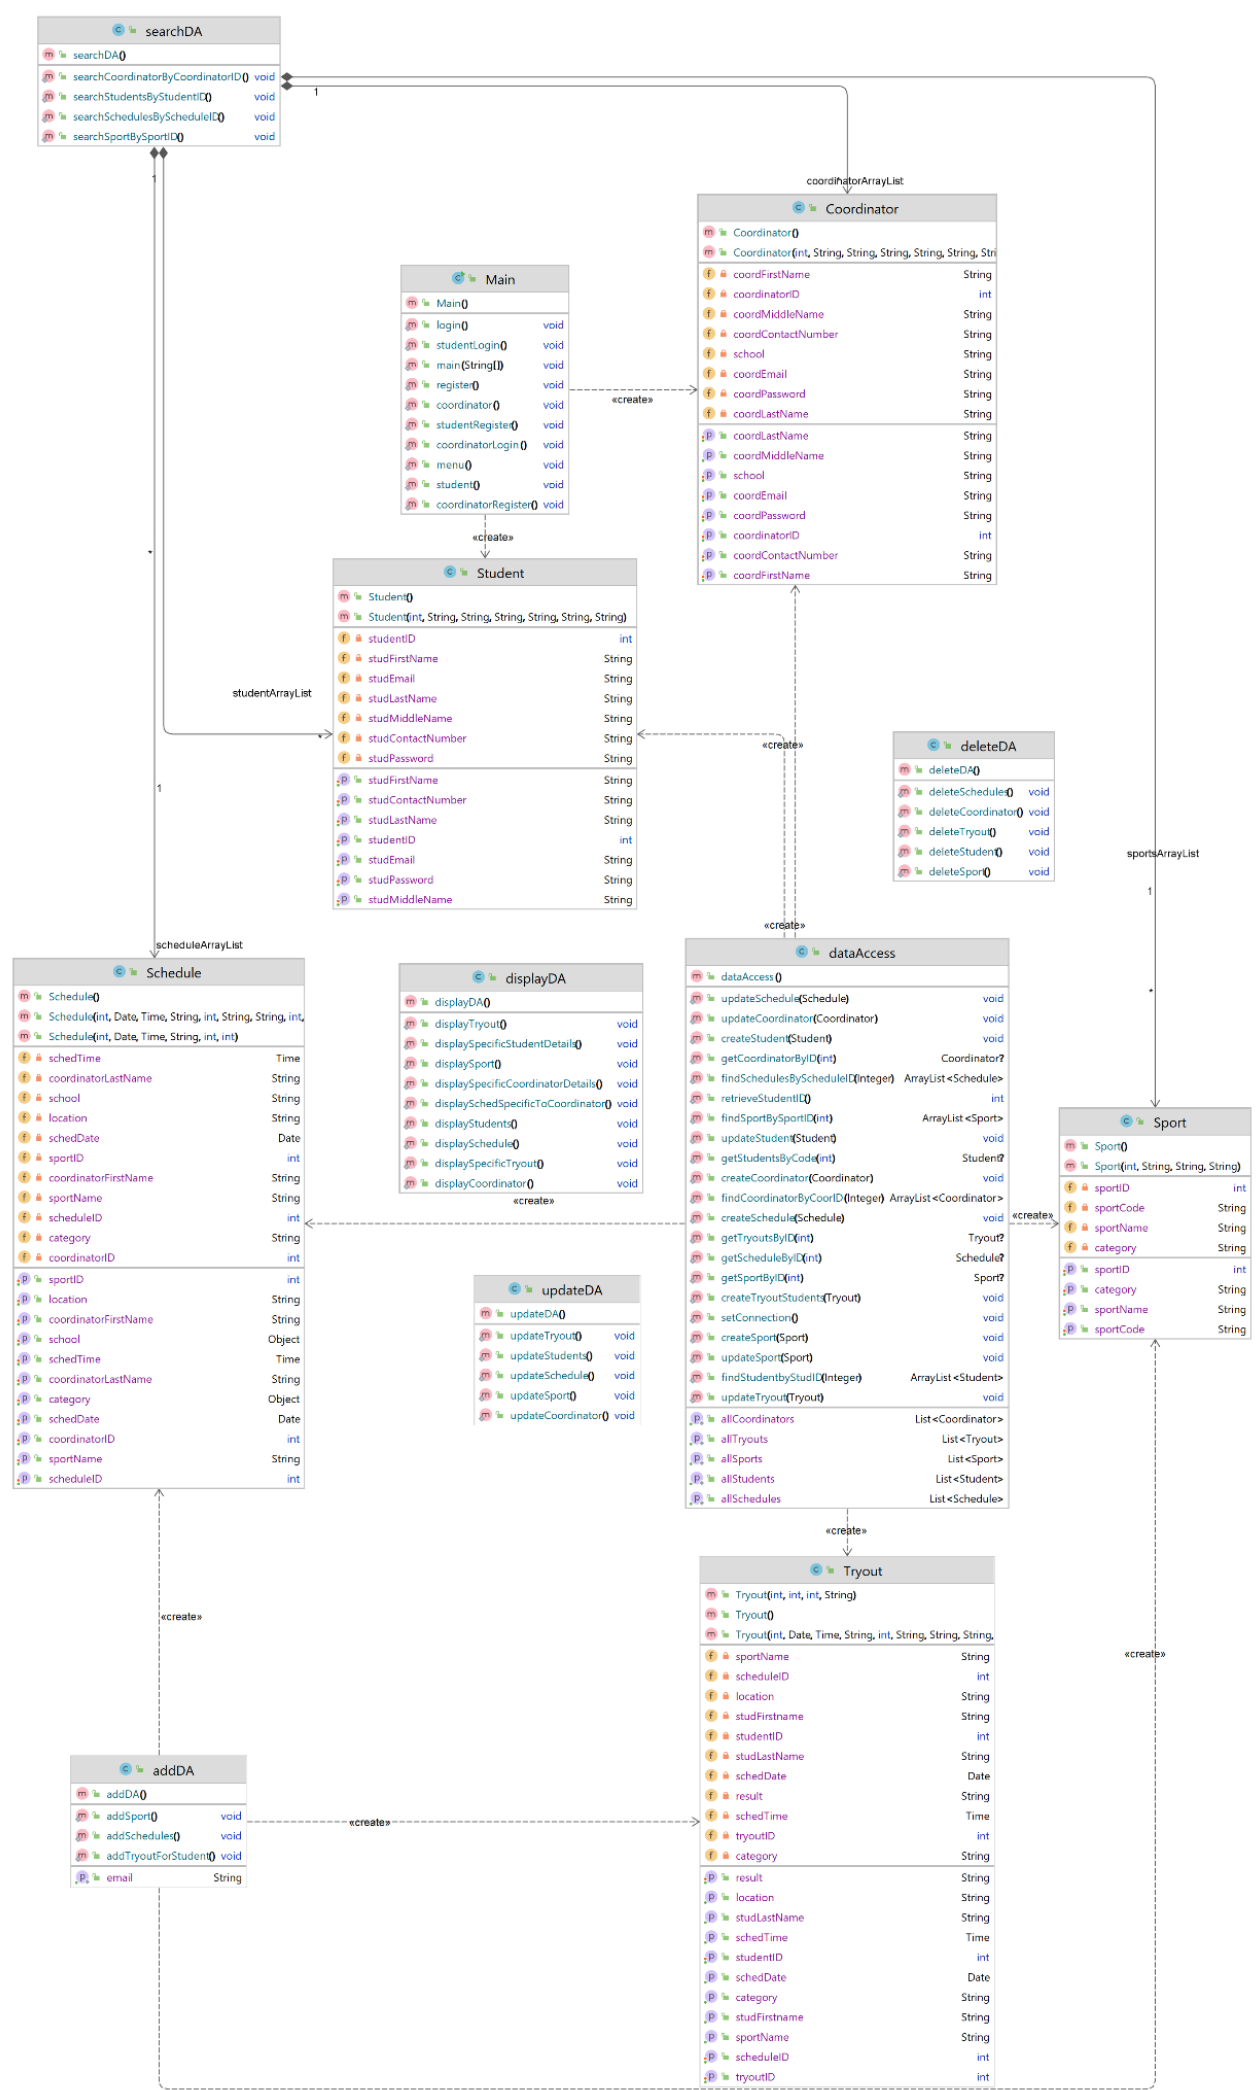 searchDA
searchDA()
searchCoordinatorByCoordinatorID() void
searchStudentsByStudentID() void
searchSchedulesByScheduleID() void
searchSportBySportID() void
1
1
coordinatorArrayList
*
Coordinator
Coordinator()
Coordinator(int, String, String, String, String, String, Stri
coordFirstName String
coordinatorID int
coordMiddleName String
coordContactNumber String
school String
coordEmail String
coordPassword String
coordLastName String
coordLastName String
coordMiddleName String
school String
coordEmail String
coordPassword String
coordinatorID int
coordContactNumber String
coordFirstName String
Main
Main()
login() void
studentLogin() void
main(String[]) void
register() void
coordinator() void
studentRegister() void
coordinatorLogin() void
menu() void
student() void
coordinatorRegister() void
«create»
«create»
*
Student
Student()
Student(int, String, String, String, String, String, String)
studentID int
studFirstName String
studEmail String
studLastName String
studMiddleName String
studContactNumber String
studPassword String
studFirstName String
studContactNumber String
studLastName String
studentID int
studEmail String
studPassword String
studMiddleName String
studentArrayList
*
1
«create»
deleteDA
deleteDA()
deleteSchedules() void
deleteCoordinator() void
deleteTryout() void
deleteStudent() void
deleteSport() void
sportsArrayList
1
*
«create»
scheduleArrayList
Schedule
Schedule()
Schedule(int, Date, Time, String, int, String, String, int,
Schedule(int, Date, Time, String, int, int)
schedTime Time
coordinatorLastName String
school String
location String
schedDate Date
sportID int
coordinatorFirstName String
sportName String
scheduleID int
category String
coordinatorID int
sportID int
location String
coordinatorFirstName String
school Object
schedTime Time
coordinatorLastName String
category Object
schedDate Date
coordinatorID int
sportName String
scheduleID int
displayDA
displayDA()
displayTryout() void
displaySpecificStudentDetails() void
displaySport() void
displaySpecificCoordinatorDetails() void
displaySchedSpecificToCoordinator() void
displayStudents() void
displaySchedule() void
displaySpecificTryout() void
displayCoordinator() void
«create»
updateDA
updateDA()
updateTryout() void
updateStudents() void
updateSchedule() void
updateSport() void
updateCoordinator() void
dataAccess
dataAccess()
updateSchedule(Schedule) void
updateCoordinator(Coordinator) void
createStudent(Student) void
getCoordinatorByID(int) Coordinator?
findSchedulesByScheduleID(Integer) ArrayList<Schedule>
retrieveStudentID() int
findSportBySportID(int) ArrayList<Sport>
updateStudent(Student) void
getStudentsByCode(int) Student?
createCoordinator(Coordinator) void
findCoordinatorByCoorID(Integer) ArrayList<Coordinator>
createSchedule(Schedule) void
getTryoutsByID(int) Tryout?
getScheduleByID(int) Schedule?
getSportByID(int) Sport?
createTryoutStudents(Tryout) void
setConnection() void
createSport(Sport) void
updateSport(Sport) void
findStudentbyStudID(Integer) ArrayList<Student>
updateTryout(Tryout) void
allCoordinators List<Coordinator>
allTryouts List<Tryout>
allSports List<Sport>
allStudents List<Student>
allSchedules List<Schedule>
«create»
Sport
Sport()
Sport(int, String, String, String)
sportID int
sportCode String
sportName String
category String
sportID int
category String
sportName String
sportCode String
«create»
Tryout
Tryout(int, int, int, String)
Tryout()
Tryout(int, Date, Time, String, int, String, String, String,
sportName String
scheduleID int
location String
studFirstname String
studentID int
studLastName String
schedDate Date
result String
schedTime Time
tryoutID int
category String
result String
location String
studLastName String
schedTime Time
studentID int
schedDate Date
category String
studFirstname String
sportName String
scheduleID int
tryoutID int
«create»
«create»
addDA
addDA()
addSport() void
addSchedules() void
addTryoutForStudent() void
email String
«create»